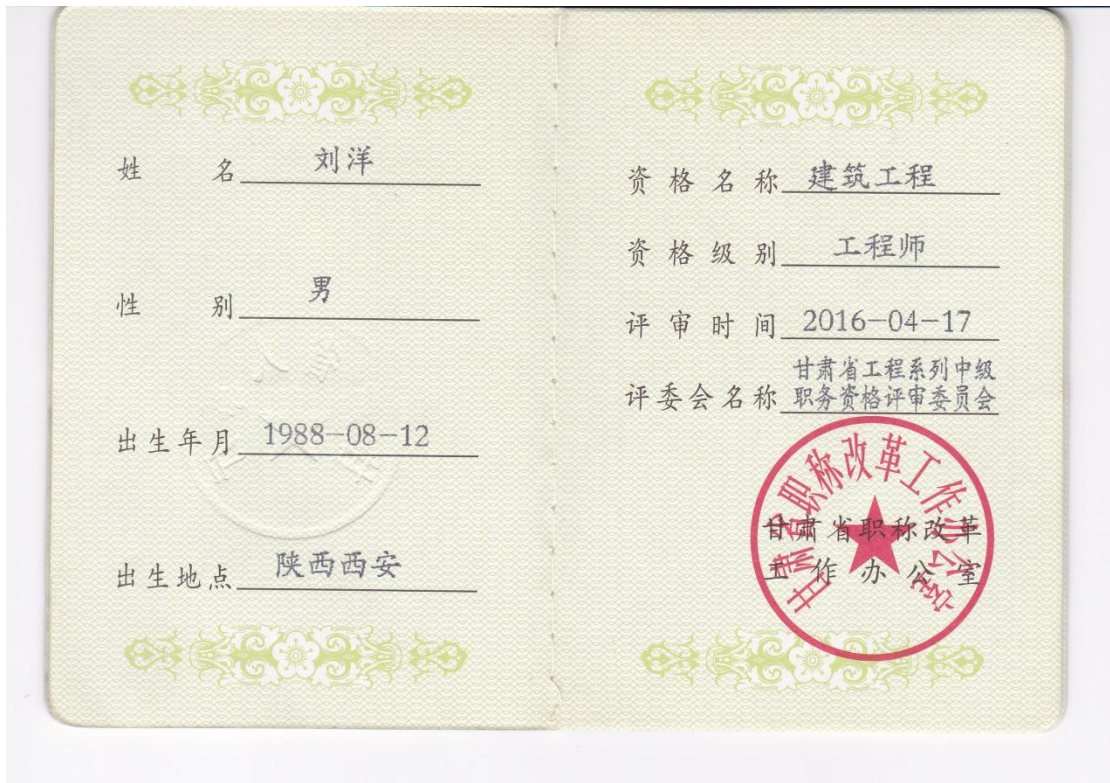 姓名 刘洋
性别 男
出生年月 1988-08-12
出生地点 陕西西安
资格名称 建筑工程
资格级别 工程师
评审时间 2016-04-17
评委会名称 甘肃省工程系列中级
职务资格评审委员会
甘肃省职称改革工作办公室
甘肃省职称改革
工作办公室